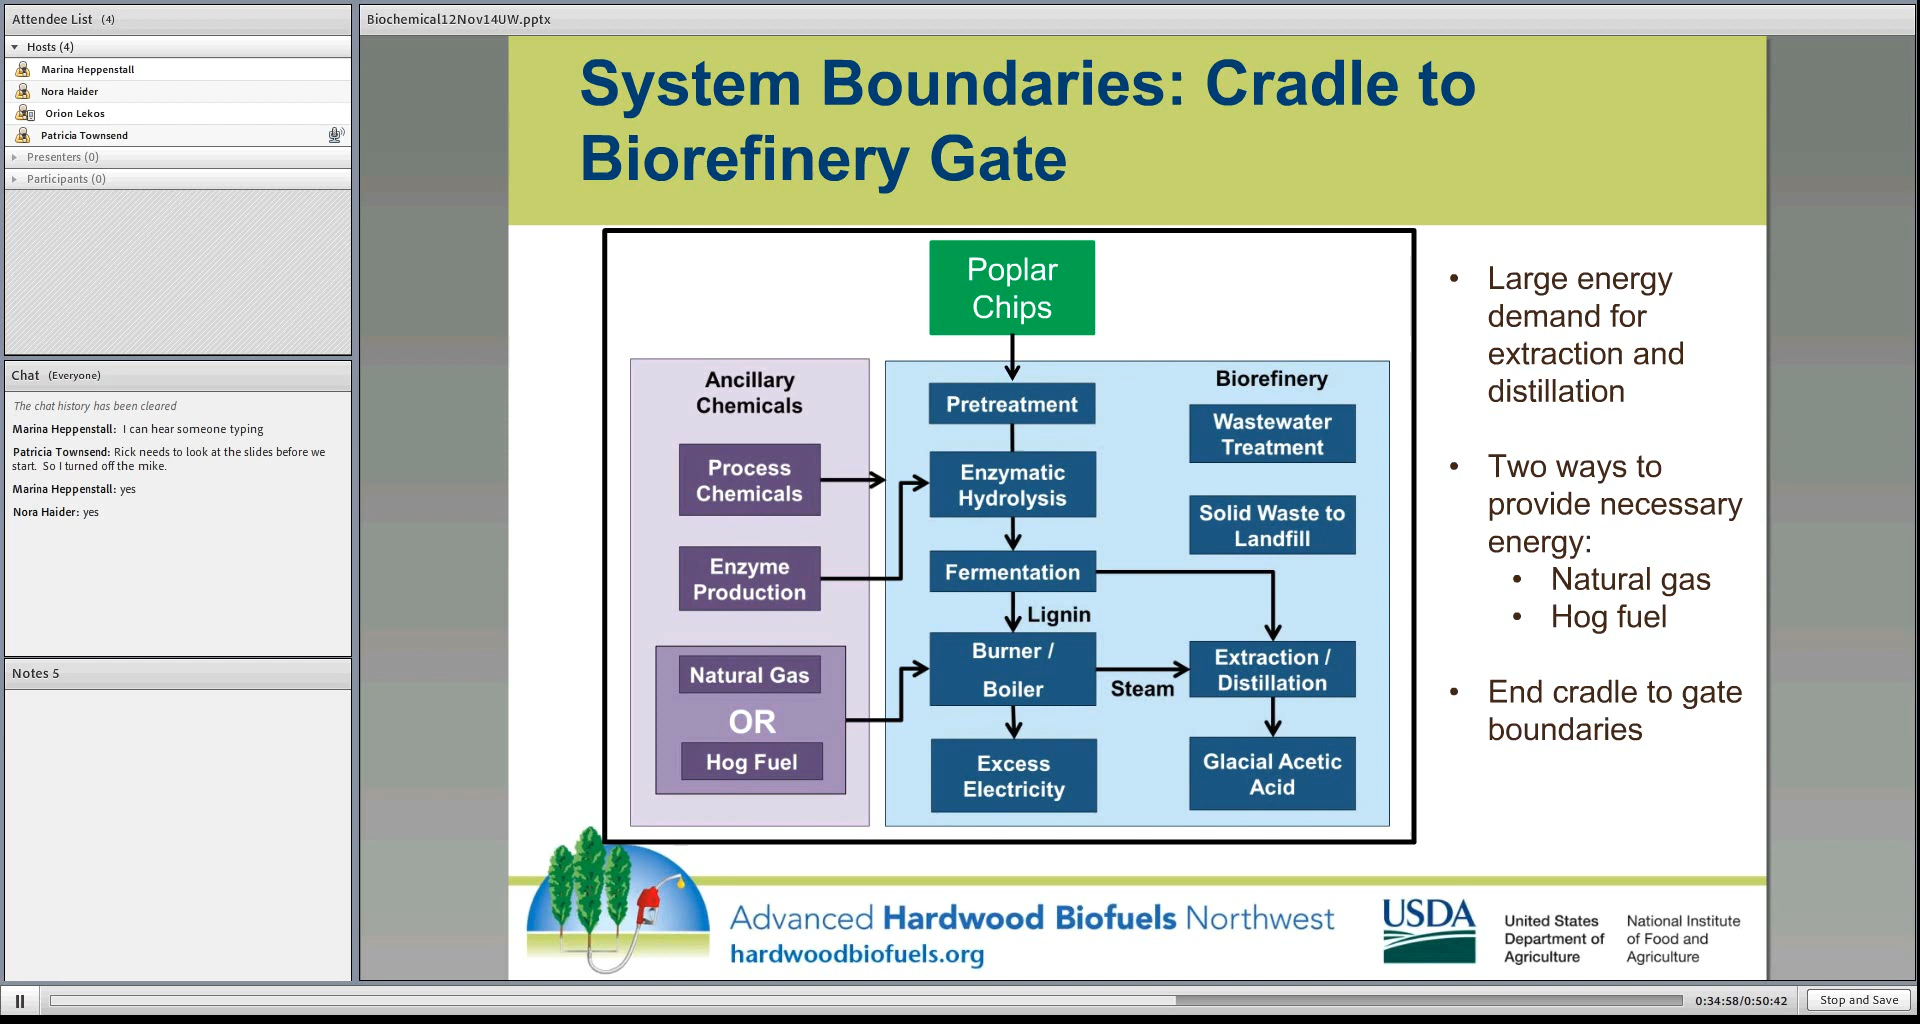 Attendee List (4)
Hosts (4)
Marina Heppenstall
Nora Haider
Orion Lekos
Patricia Townsend
Presenters (0)
Participants (0)
Chat (Everyone)
The chat history has been cleared
Marina Heppenstall: I can hear someone typing
Patricia Townsend: Rick needs to look at the slides before we
start. So I turned off the mike.
Marina Heppenstall: yes
Nora Haider: yes
Notes 5
Biochemical12Nov14UW.pptx
System Boundaries: Cradle to
Biorefinery Gate
Poplar
Chips
Ancillary
Chemicals
Process
Chemicals
Enzyme
Production
Natural Gas
OR
Hog Fuel
Biorefinery
Pretreatment
Enzymatic
Hydrolysis
Fermentation
Lignin
Burner /
Boiler
Steam
Excess
Electricity
Wastewater
Treatment
Solid Waste to
Landfill
Extraction /
Distillation
Glacial Acetic
Acid
• Large energy
demand for
extraction and
distillation
• Two ways to
provide necessary
energy:
• Natural gas
• Hog fuel
• End cradle to gate
boundaries
Advanced Hardwood Biofuels Northwest
hardwoodbiofuels.org
USDA
United States
Department of
Agriculture
National Institute
of Food and
Agriculture
0:34:58/0:50:42
Stop and Save